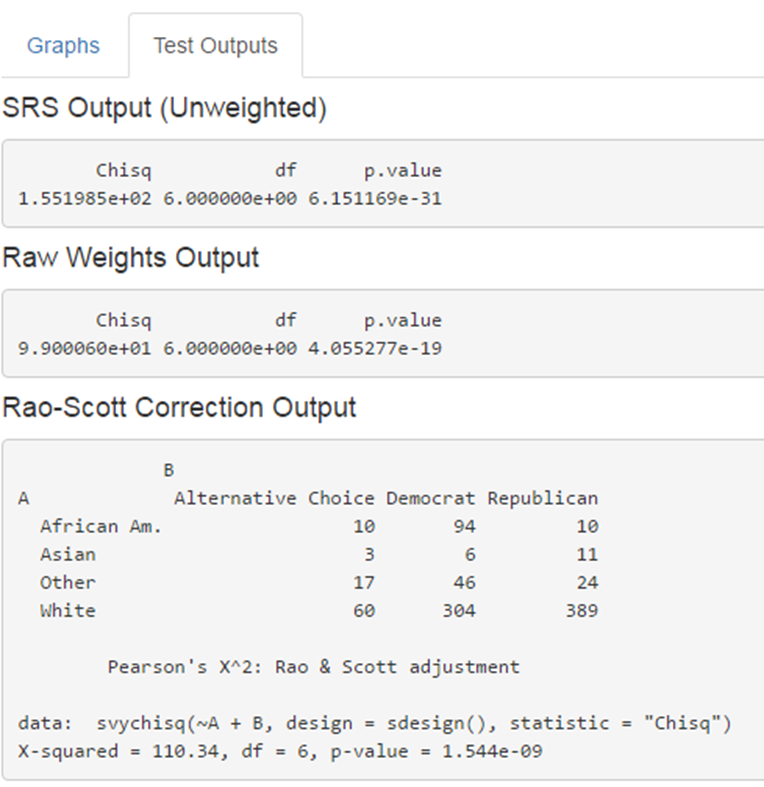 Graphs Test Outputs
SRS Output (Unweighted)
Chisq df p.value
1.551985e+02 6.000000e+00 6.151169e-31
Raw Weights Output
Chisq df p.value
9.900060e+01 6.000000e+00 4.055277e-19
Rao-Scott Correction Output
B
A Alternative Choice Democrat Republican
African Am. 10 94 10
Asian 3 6 11
Other 17 46 24
White 60 304 389
Pearson's X^2: Rao & Scott adjustment
data: svychisq(~A + B, design = sdesign(), statistic = "Chisq")
X-squared = 110.34, df = 6, p-value = 1.544e-09